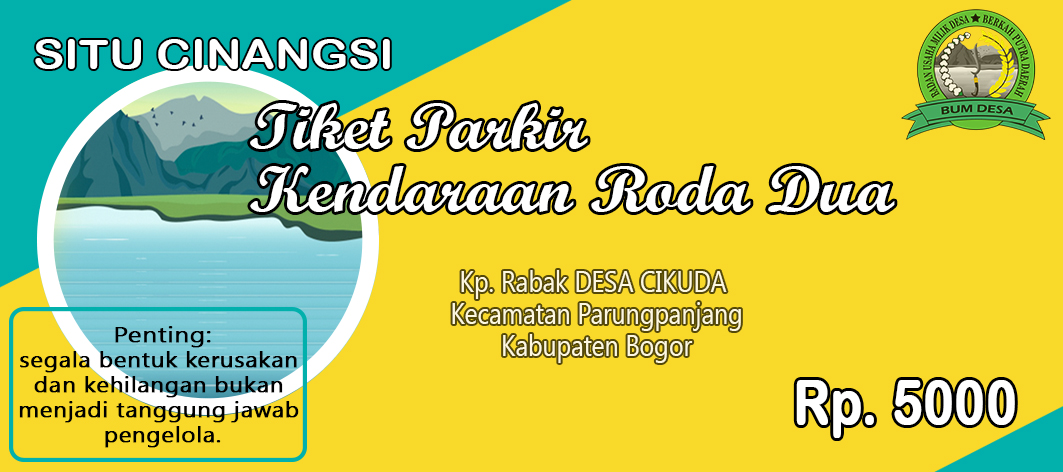 SITU CINANGSI
BADAN USAHA MILIK DESA ★ BERKAH PUTRA DAERAH
BUM DESA
Tiket Parkir
Kendaraan Roda Dua
Kp. Rabak DESA CIKUDA
Kecamatan Parungpanjang
Kabupaten Bogor
Penting:
segala bentuk kerusakan
dan kehilangan bukan
menjadi tanggung jawab
pengelola.
Rp. 5000